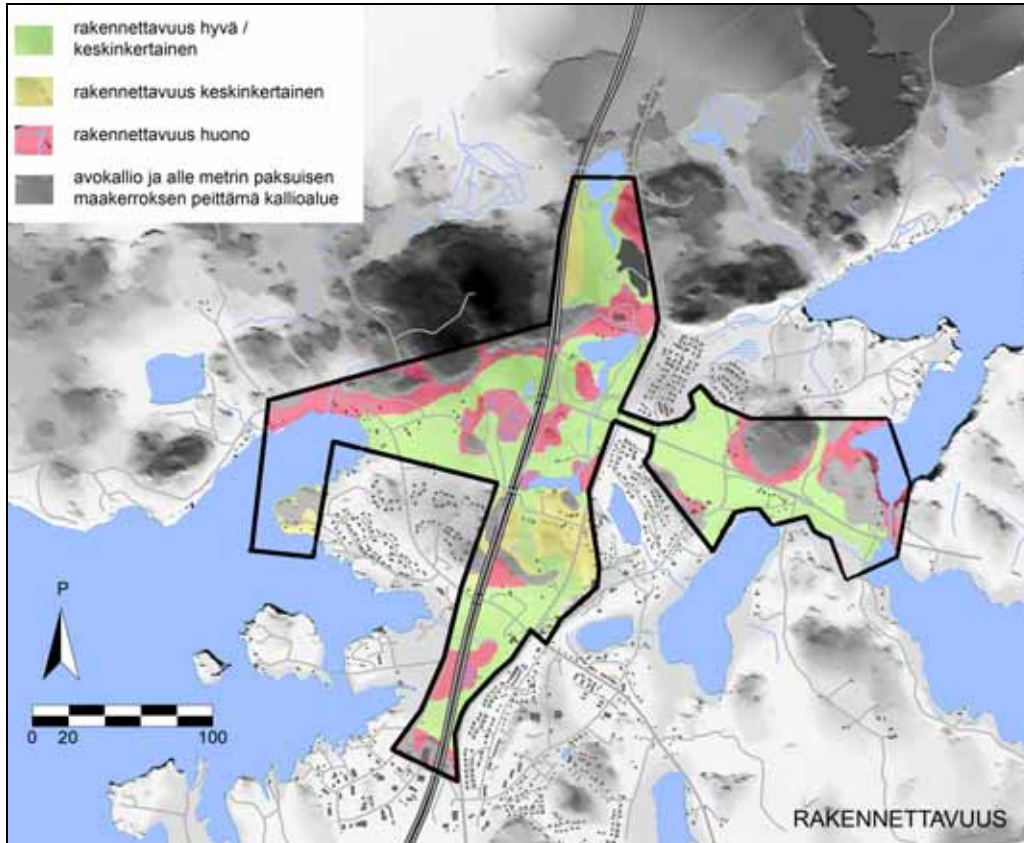 rakennettavuus hyvä /
keskinkertainen
rakennettavuus keskinkertainen
rakennettavuus huono
avokallio ja alle metrin paksuisen
maakerroksen peittämä kallioalue
P
0 20 100
RAKENNETTAVUUS